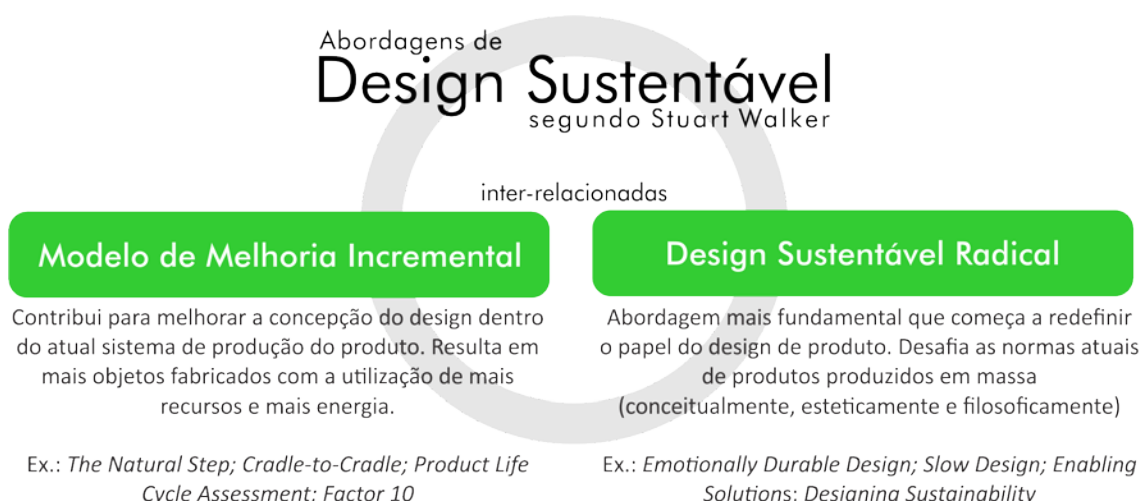 Abordagens de
Design Sustentável
segundo Stuart Walker
inter-relacionadas
Modelo de Melhoria Incremental
Contribui para melhorar a concepção do design dentro
do atual sistema de produção do produto. Resulta em
mais objetos fabricados com a utilização de mais
recursos e mais energia.
Ex.: The Natural Step; Cradle-to-Cradle; Product Life
Cycle Assessment; Factor 10
Design Sustentável Radical
Abordagem mais fundamental que começa a redefinir
o papel do design de produto. Desafia as normas atuais
de produtos produzidos em massa
(conceitualmente, esteticamente e filosoficamente)
Ex.: Emotionally Durable Design; Slow Design; Enabling
Solutions; Designing Sustainability